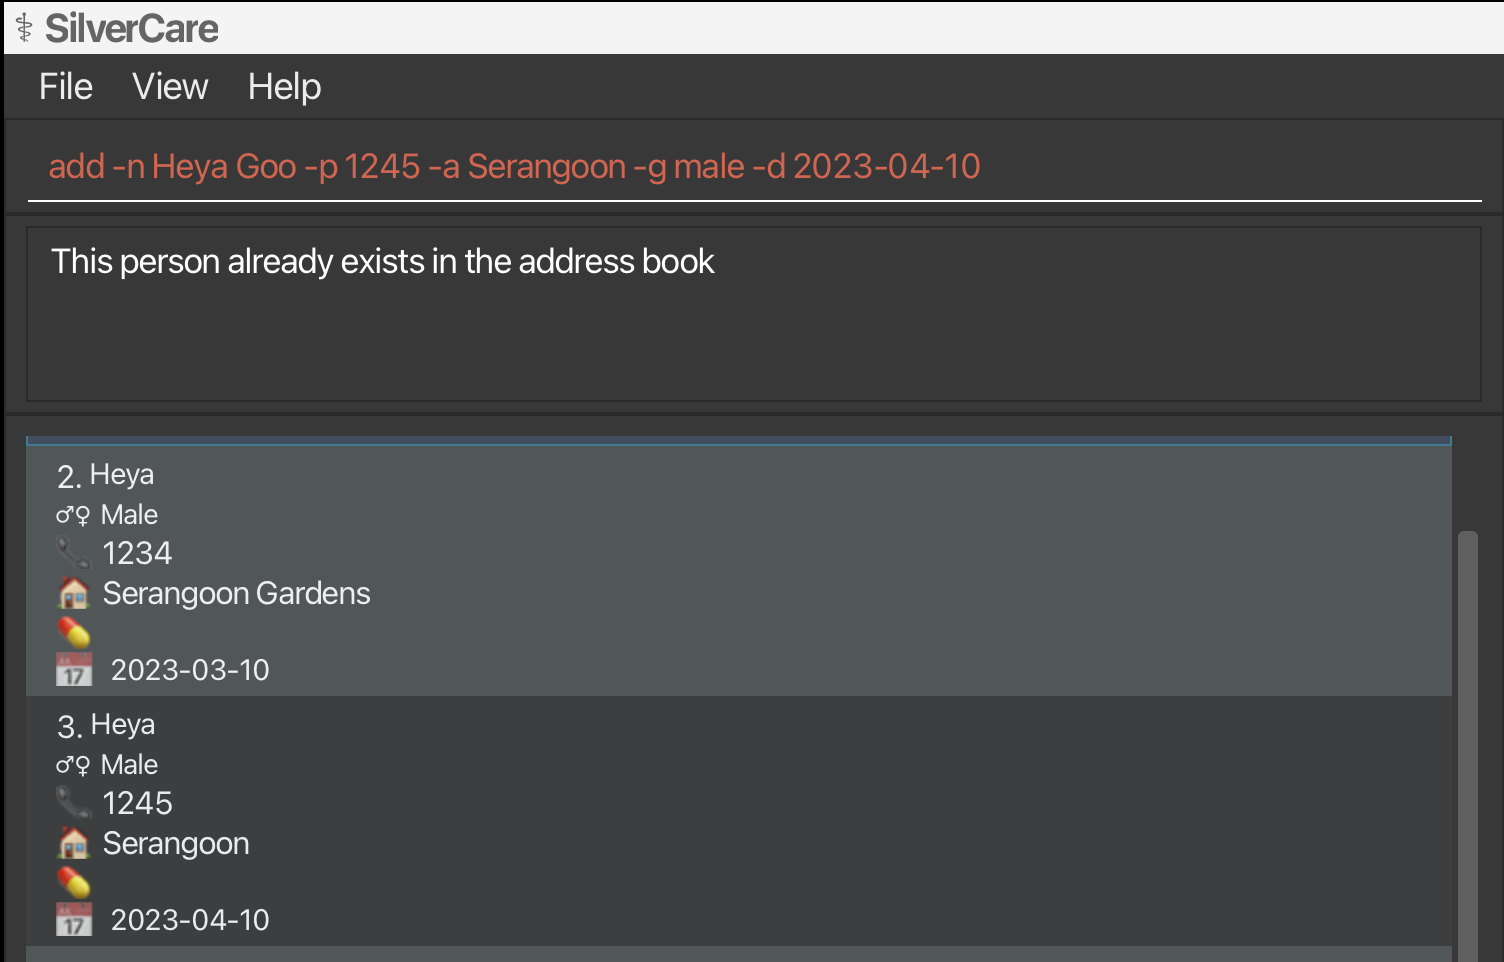 SilverCare
File View Help
add -n Heya Goo -p 1245 -a Serangoon -g male -d 2023-04-10
This person already exists in the address book
2. Heya
♂♀ Male
1234
Serangoon Gardens
2023-03-10
3. Heya
♂♀ Male
1245
Serangoon
2023-04-10